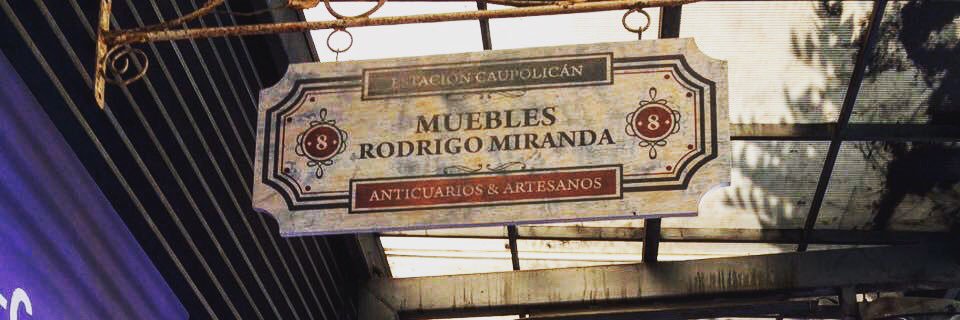 ESTACIÓN CAUPOLICÁN
8 MUEBLES 8
RODRIGO MIRANDA
ANTICUARIOS & ARTESANOS